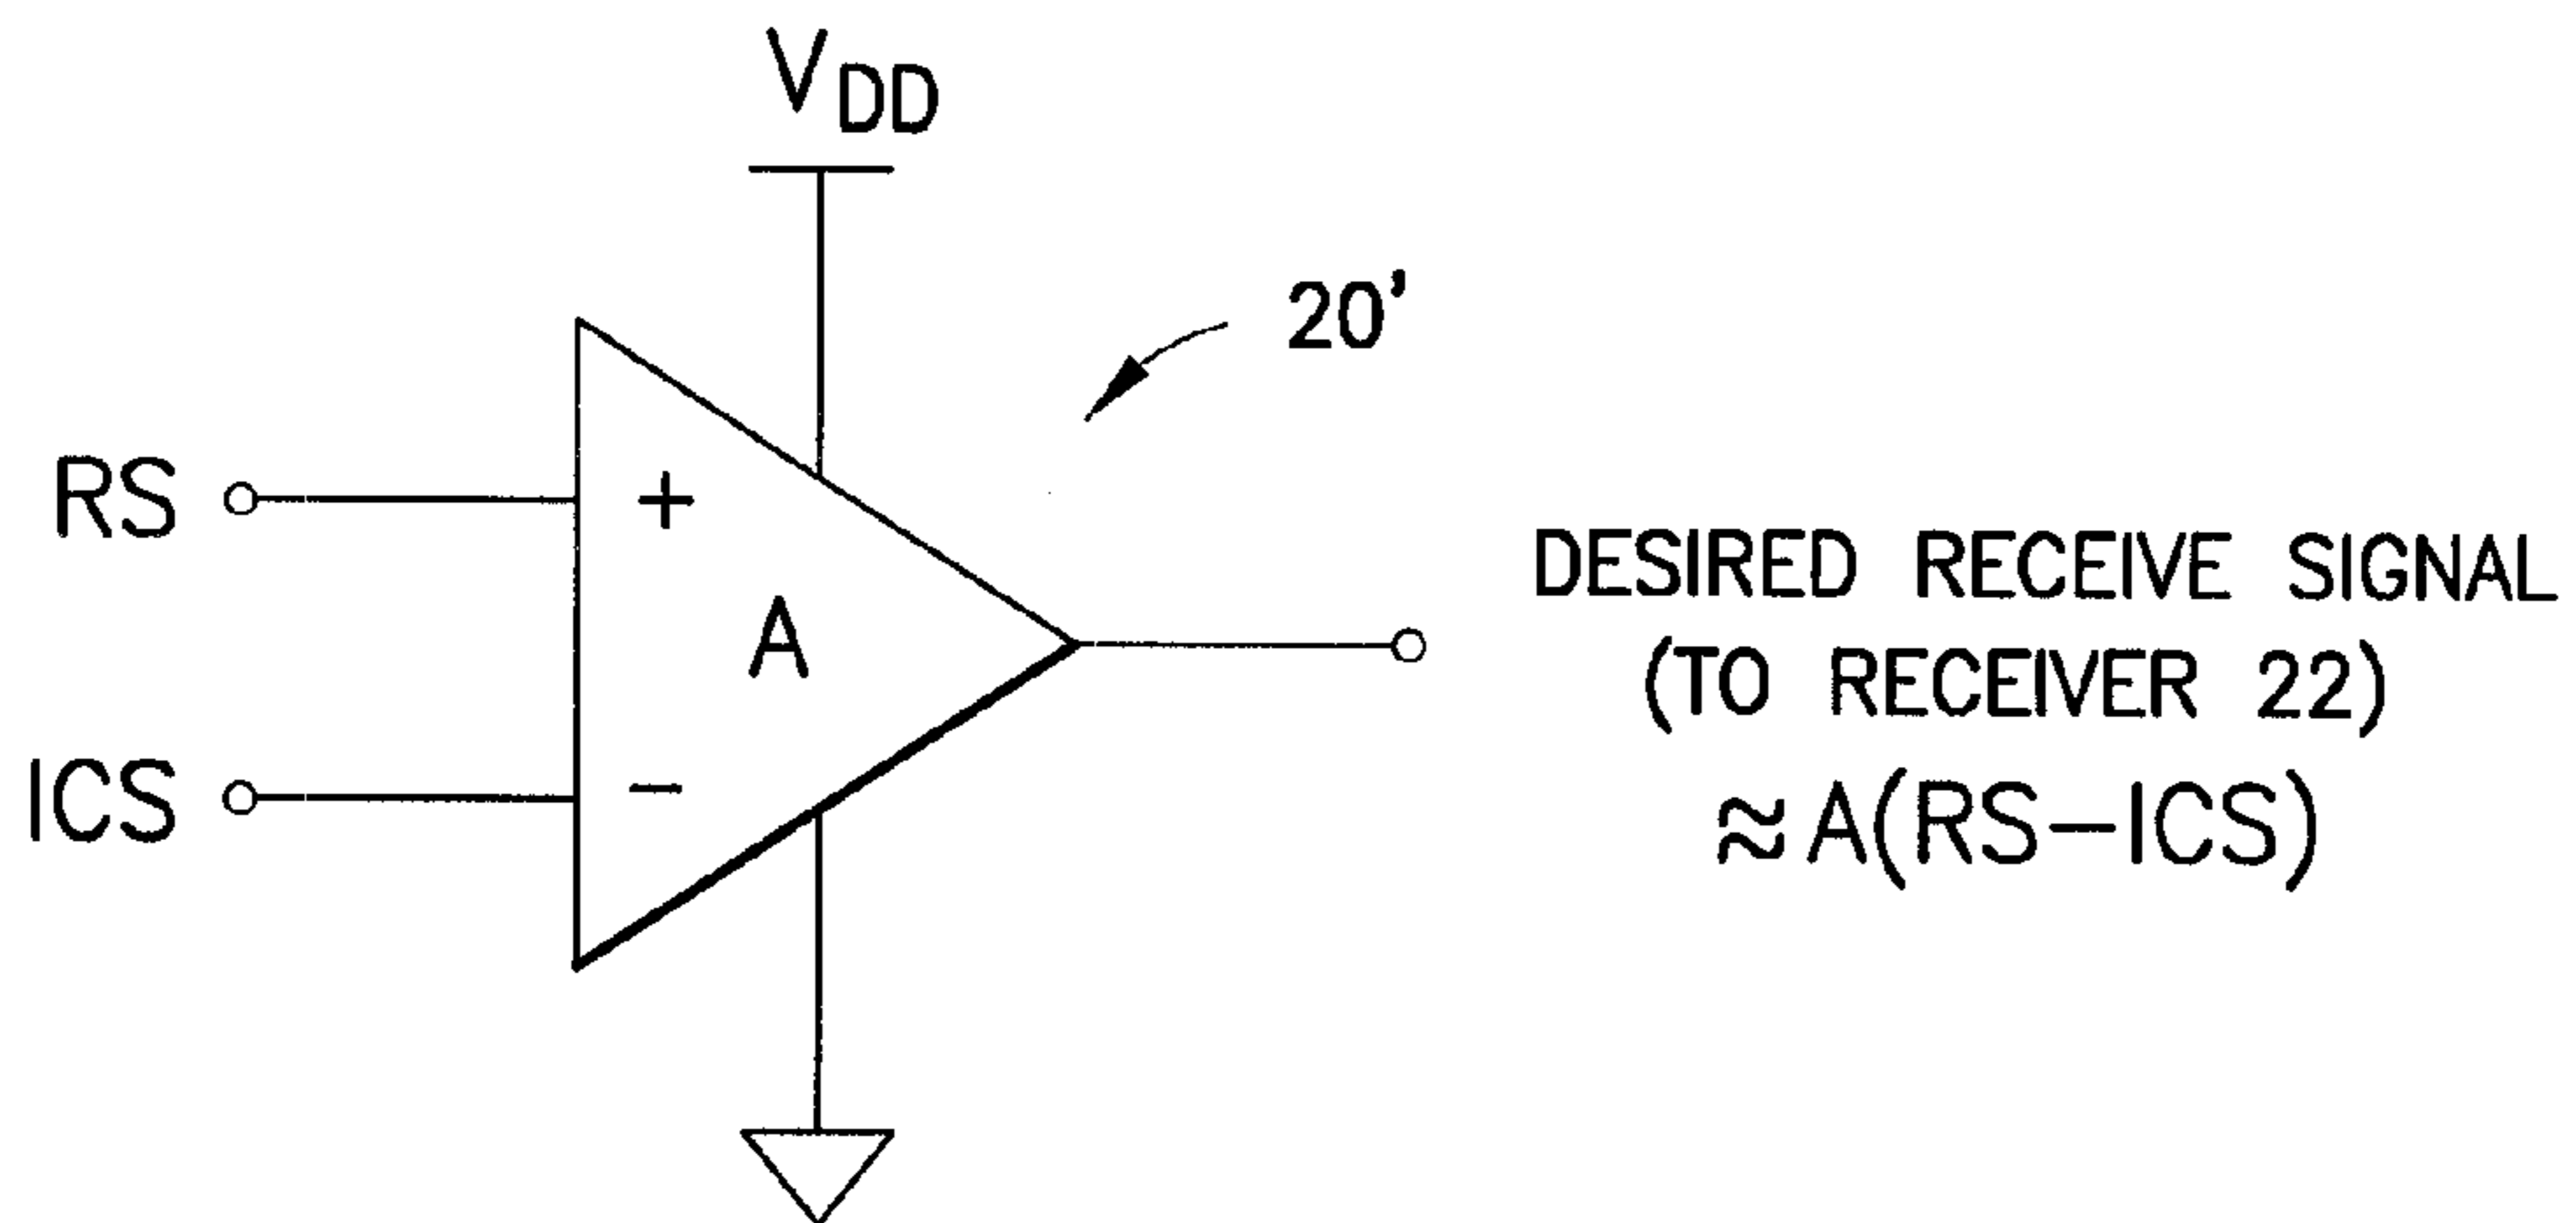 VDD
20'
RS
+
A
ICS
-
DESIRED RECEIVE SIGNAL
(TO RECEIVER 22)
≈A(RS-ICS)